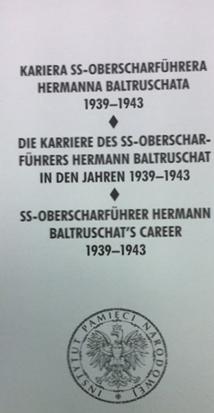 KARIERA SS-OBERSCHARFÜHRERA
HERMANNA BALTRUSCHATA
1939–1943
DIE KARRIERE DES SS-OBERSCHAR-
FÜHRERS HERMANN BALTRUSCHAT
IN DEN JAHREN 1939–1943
SS-OBERSCHARFÜHRER HERMANN
BALTRUSCHAT'S CAREER
1939–1943
INSTYTUT PAMIĘCI NARODOWEJ